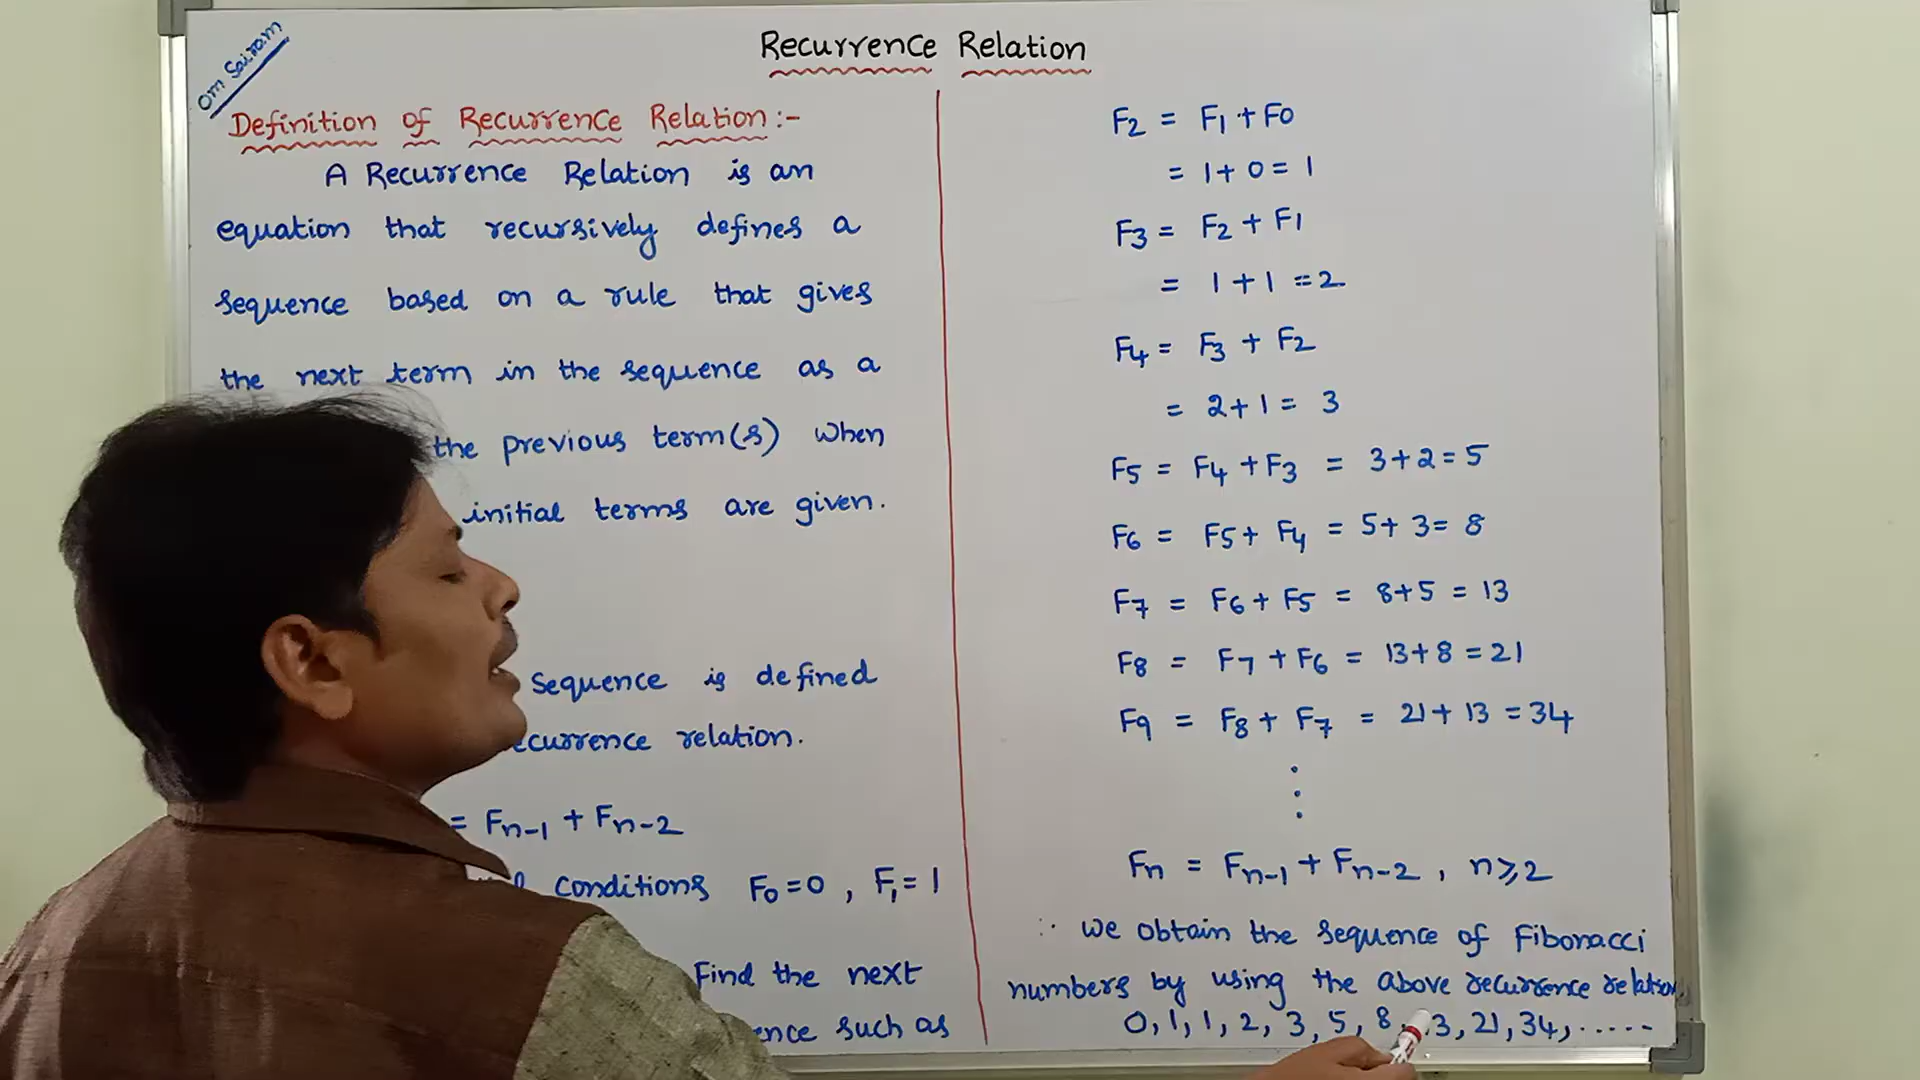 Om Sairam
Recurrence Relation
Definition of Recurrence Relation :-
A Recurrence Relation is an
equation that recursively defines a
sequence based on a rule that gives
the next term in the sequence as a
the previous term(s) when
initial terms are given.
Sequence is defined
recurrence relation.
= Fn-1 + Fn-2
conditions F0=0 , F1=1
Find the next
such as
F2 = F1 + F0
= 1+0=1
F3 = F2 + F1
= 1+1=2
F4 = F3 + F2
= 2+1= 3
F5 = F4 + F3 = 3+2=5
F6 = F5+ F4 = 5+3= 8
F7 = F6+ F5 = 8+5 = 13
F8 = F7 + F6 = 13+8 =21
F9 = F8 + F7 = 21+13 =34
⋮
Fn = Fn-1 + Fn-2 , n⩾2
∴ we obtain the sequence of Fibonacci
numbers by using the above recurrence relation.
0, 1, 1, 2, 3, 5, 8, 3, 21, 34, .....